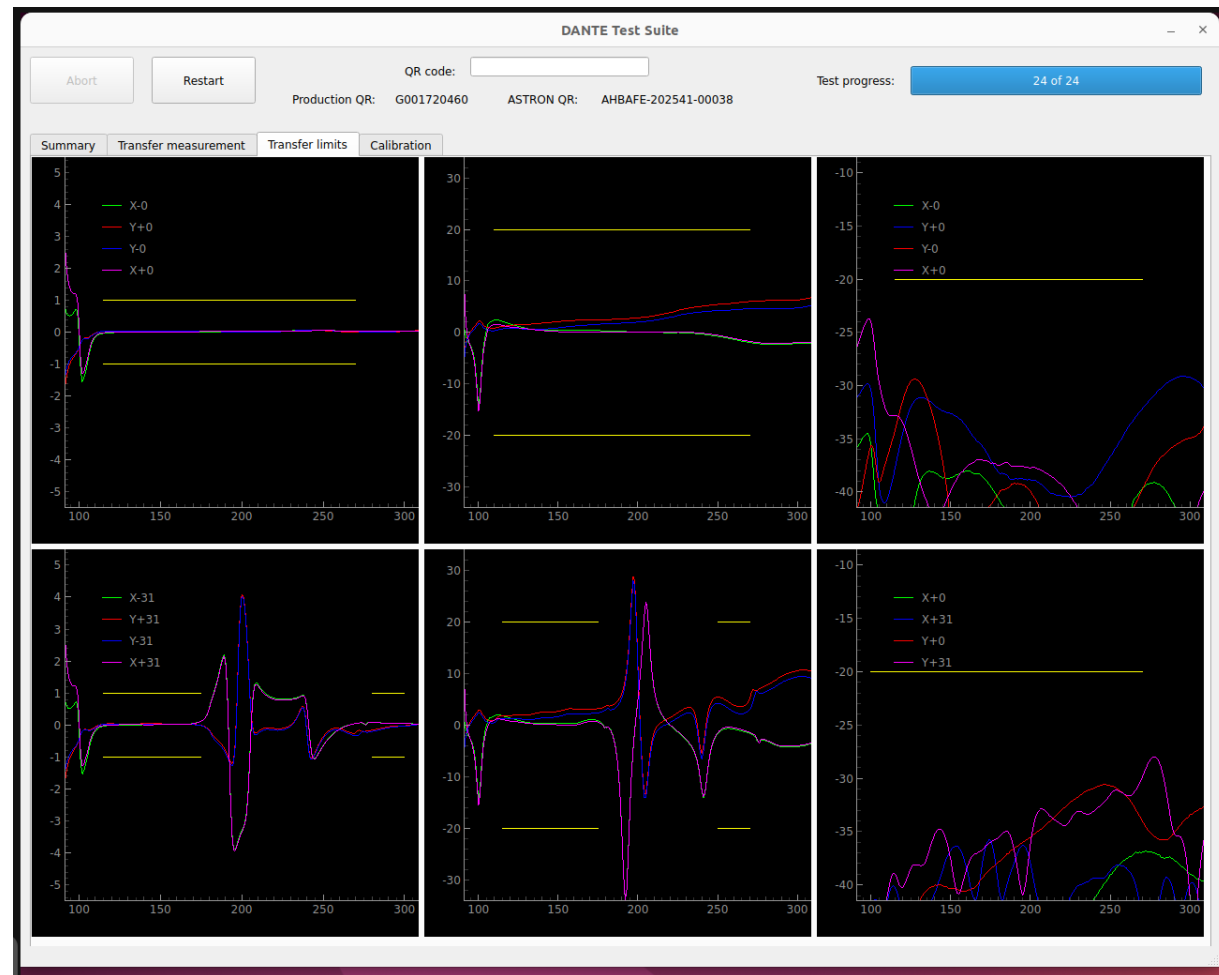 DANTE Test Suite
Abort
Restart
QR code:
Production QR: G001720460 ASTRON QR: AHBAFE-202541-00038
Test progress:
24 of 24
Summary Transfer measurement Transfer limits Calibration
5
4
3
2
1
0
-1
-2
-3
-4
-5
X-0
Y+0
Y-0
X+0
100 150 200 250 300
30
20
10
0
-10
-20
-30
100 150 200 250 300
-10
-15
-20
-25
-30
-35
-40
X-0
Y+0
Y-0
X+0
100 150 200 250 300
5
4
3
2
1
0
-1
-2
-3
-4
-5
X-31
Y+31
Y-31
X+31
100 150 200 250 300
30
20
10
0
-10
-20
-30
100 150 200 250 300
-10
-15
-20
-25
-30
-35
-40
X+0
X+31
Y+0
Y+31
100 150 200 250 300